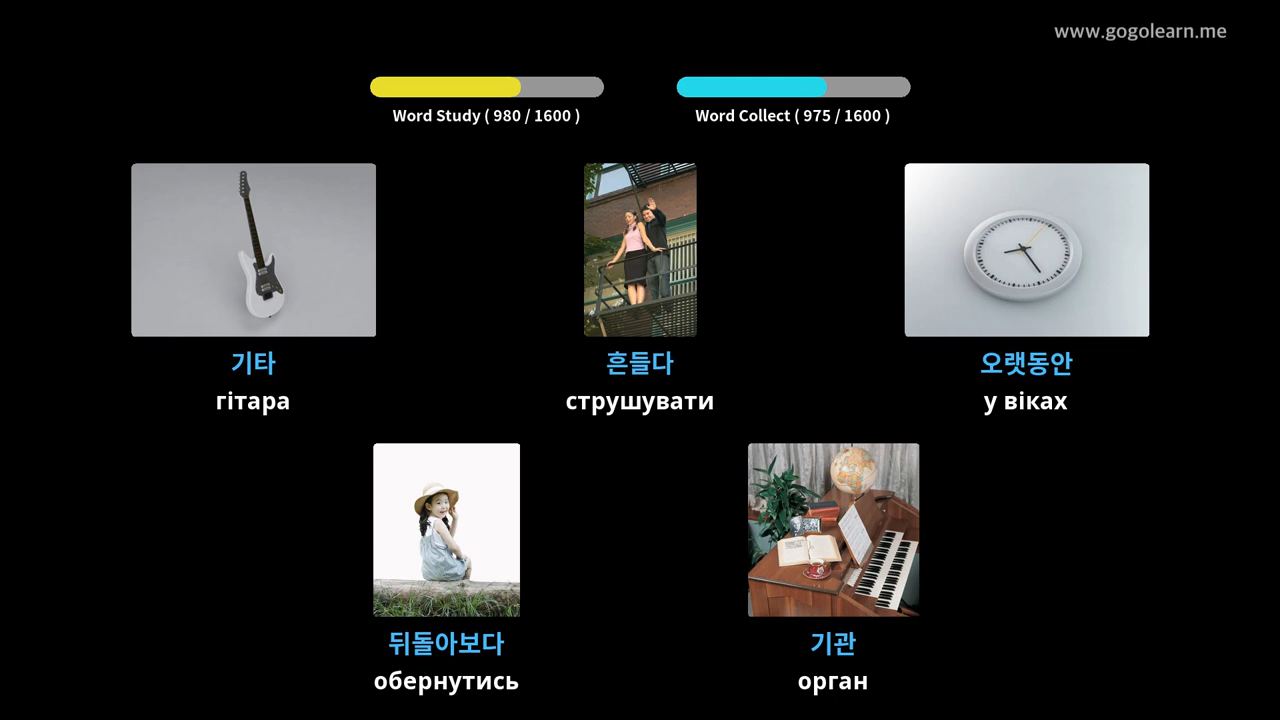 www.gogolearn.me
Word Study ( 980 / 1600 )
Word Collect ( 975 / 1600 )
기타
гітара
흔들다
струшувати
오랫동안
у віках
뒤돌아보다
обернутись
기관
орган